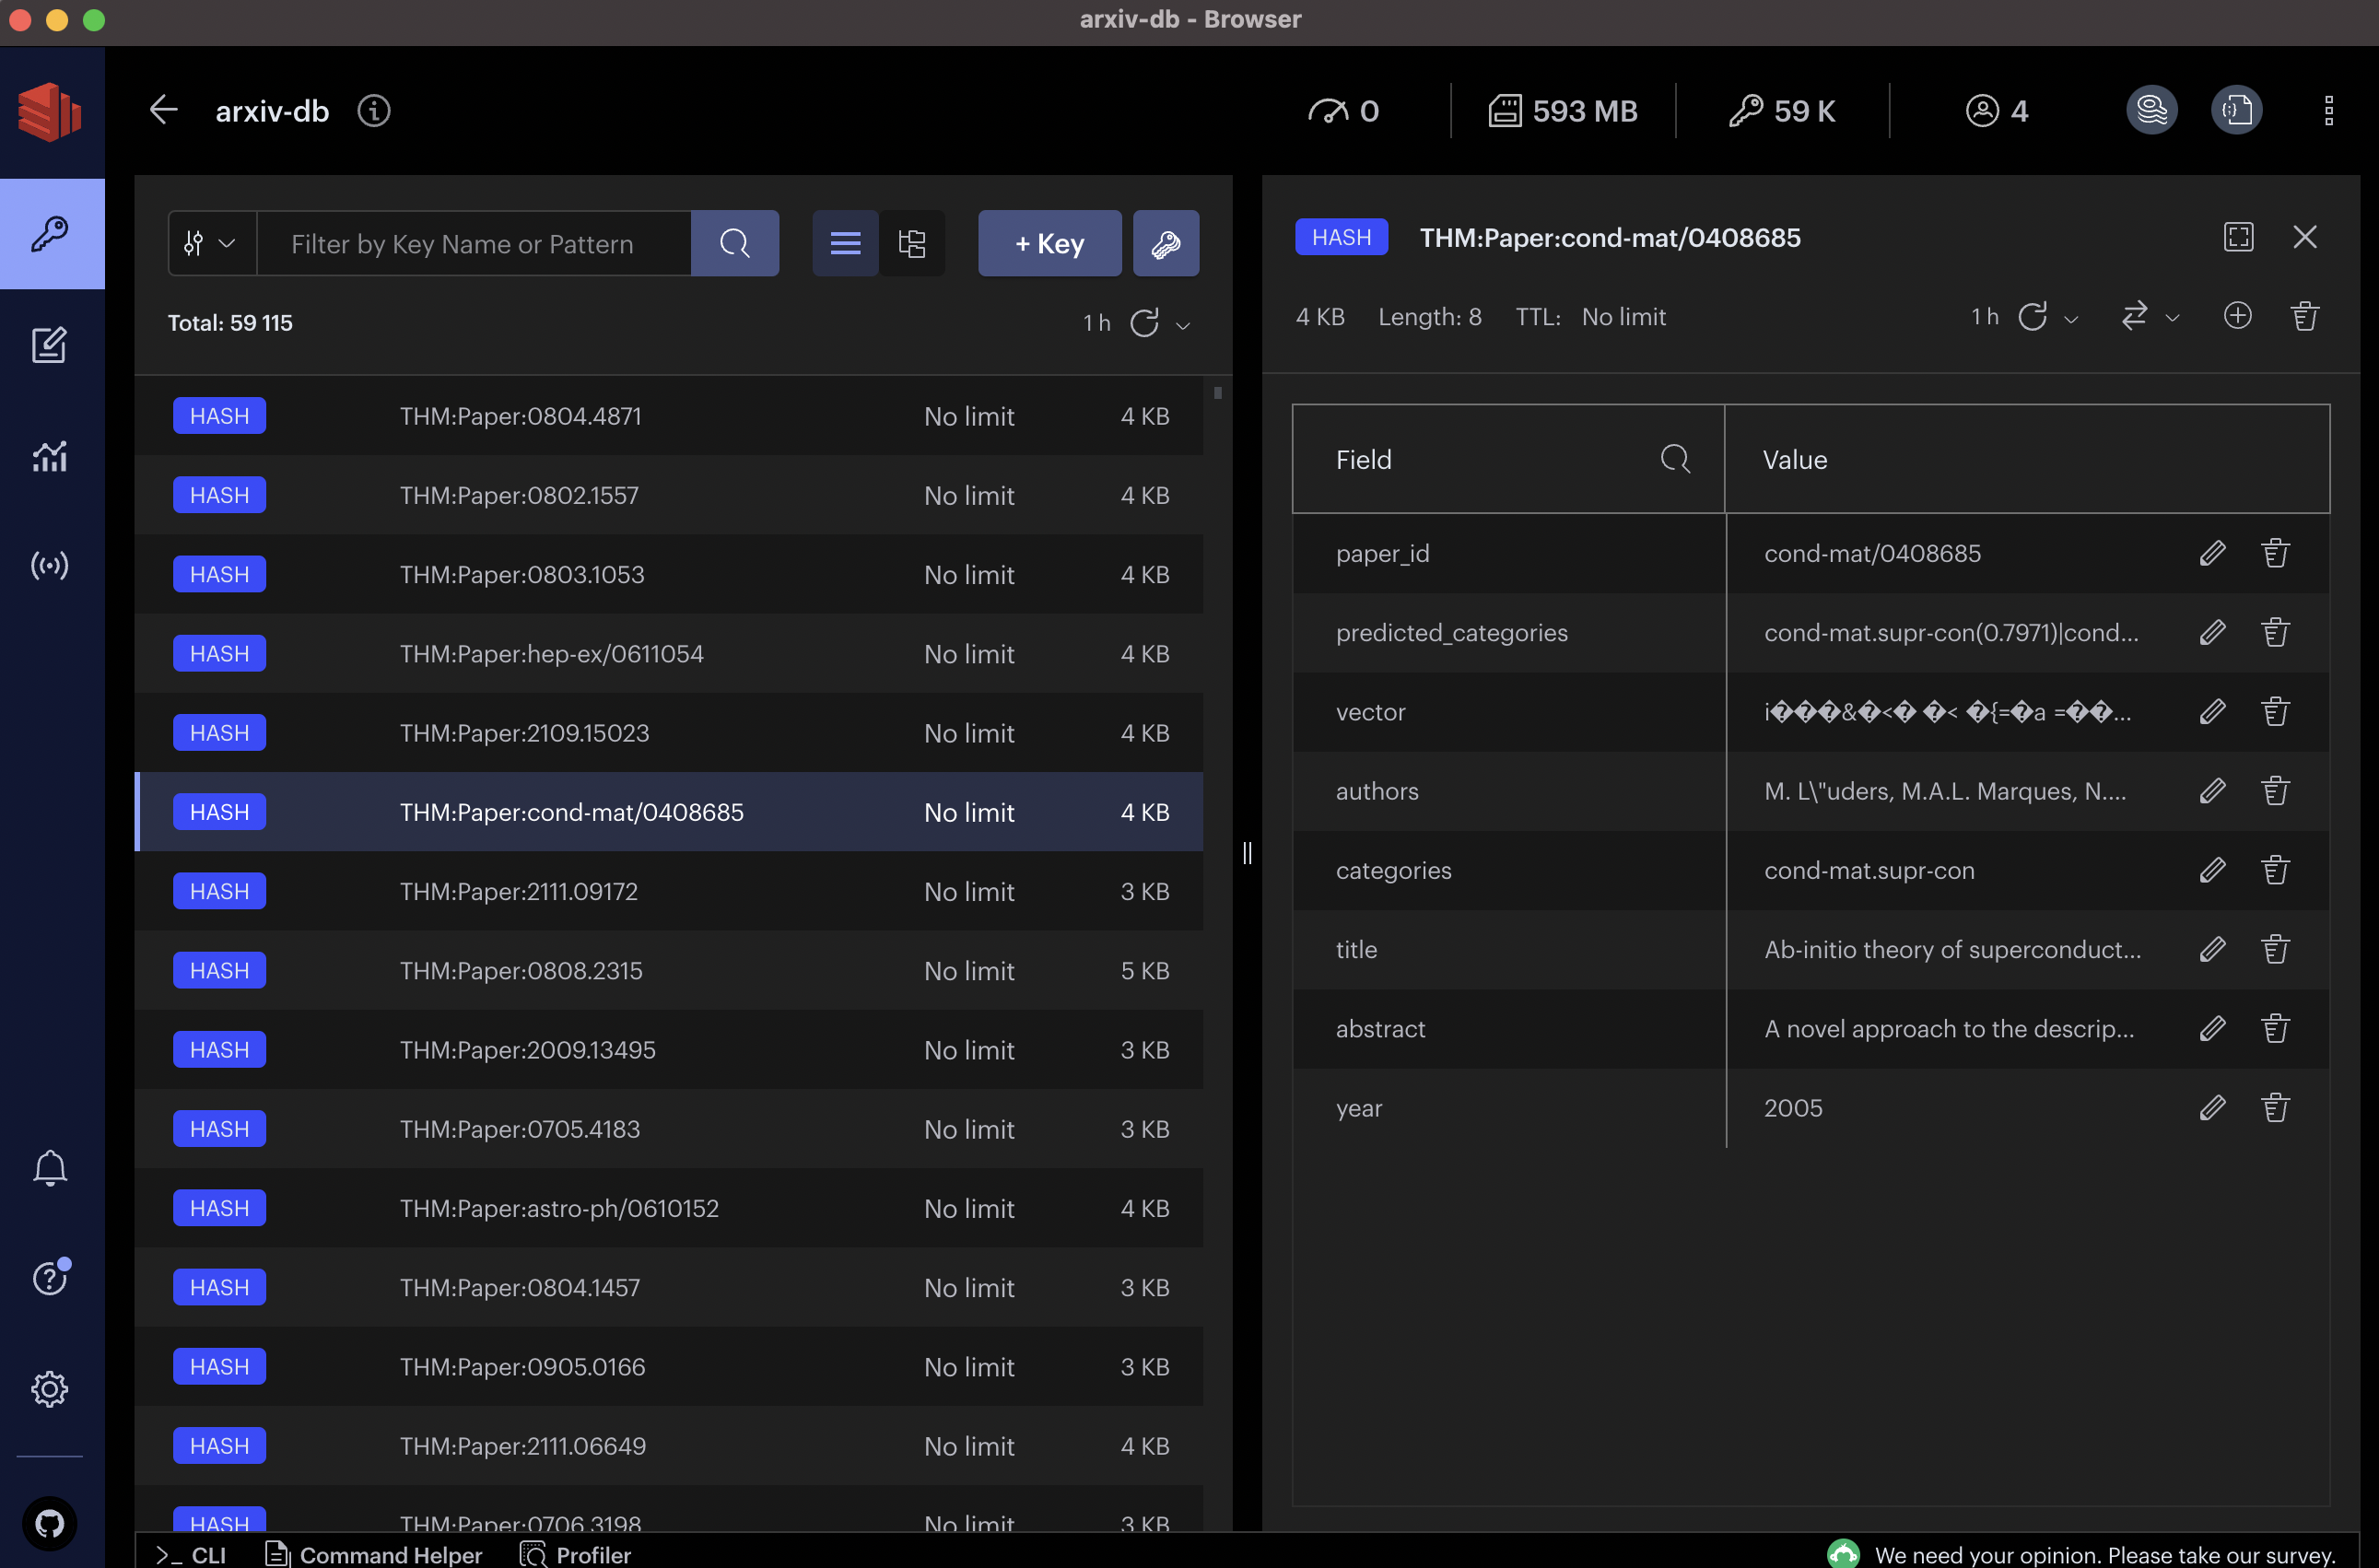 arxiv-db - Browser
arxiv-db 0 593 MB 59 K 4
Filter by Key Name or Pattern + Key
Total: 59 115 1 h
HASH THM:Paper:0804.4871 No limit 4 KB
HASH THM:Paper:0802.1557 No limit 4 KB
HASH THM:Paper:0803.1053 No limit 4 KB
HASH THM:Paper:hep-ex/0611054 No limit 4 KB
HASH THM:Paper:2109.15023 No limit 4 KB
HASH THM:Paper:cond-mat/0408685 No limit 4 KB
HASH THM:Paper:2111.09172 No limit 3 KB
HASH THM:Paper:0808.2315 No limit 5 KB
HASH THM:Paper:2009.13495 No limit 3 KB
HASH THM:Paper:0705.4183 No limit 3 KB
HASH THM:Paper:astro-ph/0610152 No limit 4 KB
HASH THM:Paper:0804.1457 No limit 3 KB
HASH THM:Paper:0905.0166 No limit 3 KB
HASH THM:Paper:2111.06649 No limit 4 KB
HASH THM:Paper:0706.3198 No limit 3 KB
HASH THM:Paper:cond-mat/0408685
4 KB Length: 8 TTL: No limit 1 h
Field Value
paper_id cond-mat/0408685
predicted_categories cond-mat.supr-con(0.7971)|cond...
vector i���&�<� �< �{=�a =��...
authors M. L\"uders, M.A.L. Marques, N....
categories cond-mat.supr-con
title Ab-initio theory of superconduct...
abstract A novel approach to the descrip...
year 2005
>_ CLI Command Helper Profiler We need your opinion. Please take our survey.